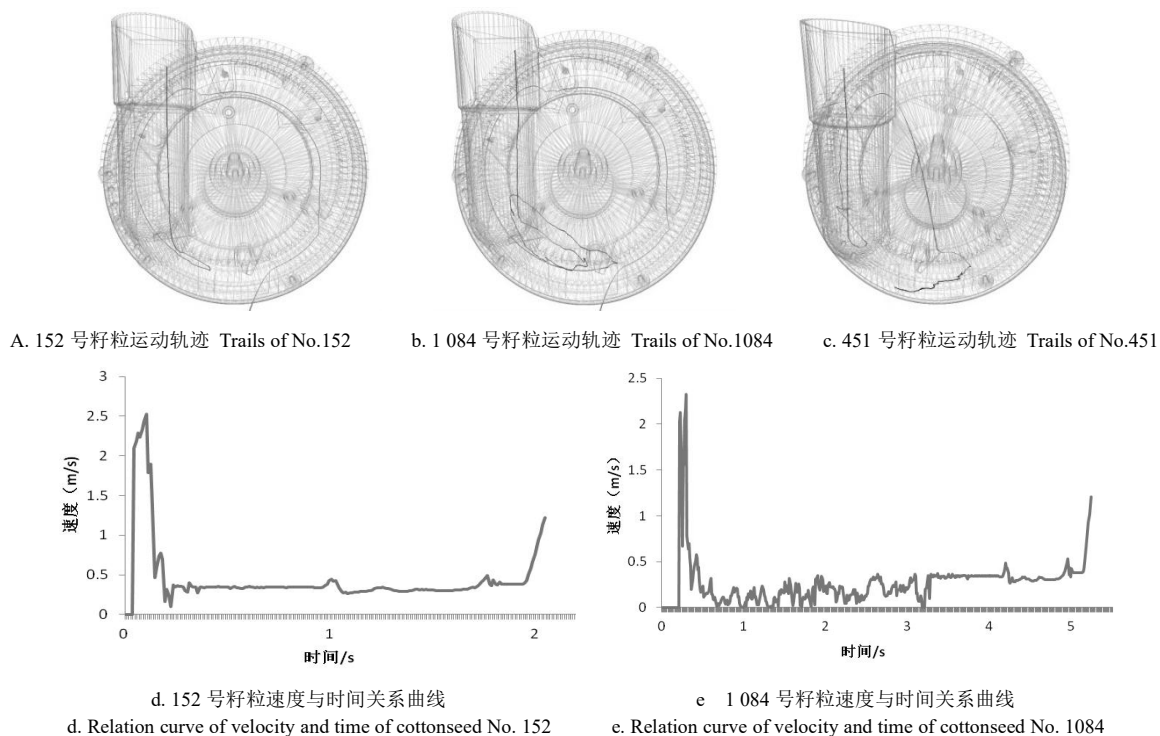 A. 152 号籽粒运动轨迹 Trails of No.152
b. 1 084 号籽粒运动轨迹 Trails of No.1084
c. 451 号籽粒运动轨迹 Trails of No.451
3
2.5
2
1.5
1
0.5
0
速度（m/s）
0 1 2
时间/s
2.5
2
1.5
1
0.5
0
速度（m/s）
0 1 2 3 4 5
时间/s
d. 152 号籽粒速度与时间关系曲线
d. Relation curve of velocity and time of cottonseed No. 152
e 1 084 号籽粒速度与时间关系曲线
e. Relation curve of velocity and time of cottonseed No. 1084